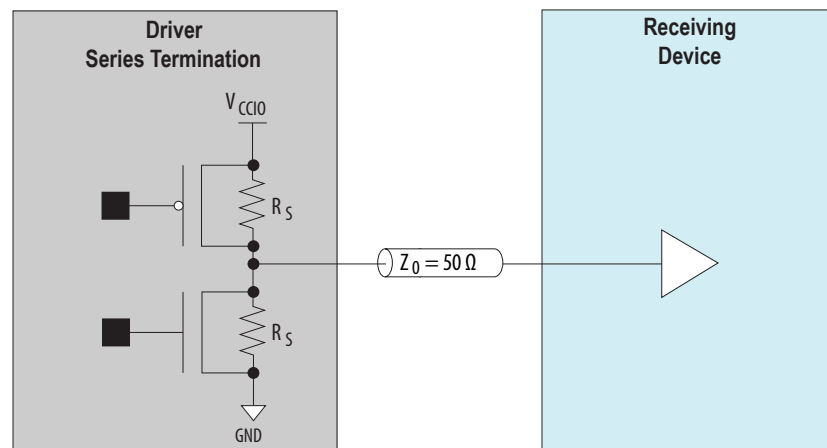 Driver
Series Termination
Receiving
Device
V CCIO
R S
Z 0 = 50 Ω
R S
GND